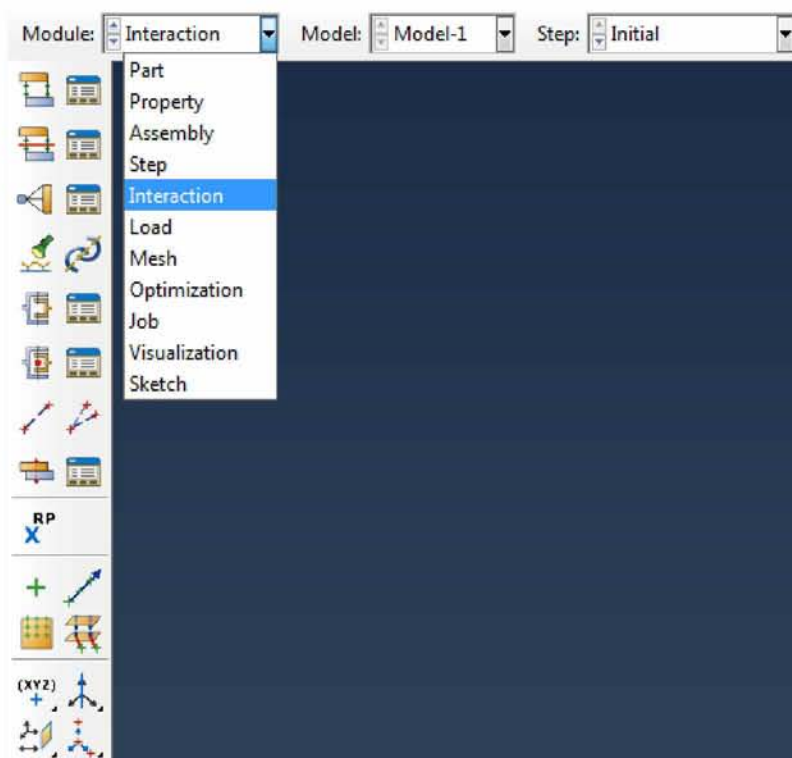 Module: Interaction Model: Model-1 Step: Initial
Part
Property
Assembly
Step
Interaction
Load
Mesh
Optimization
Job
Visualization
Sketch
RP
(XYZ)